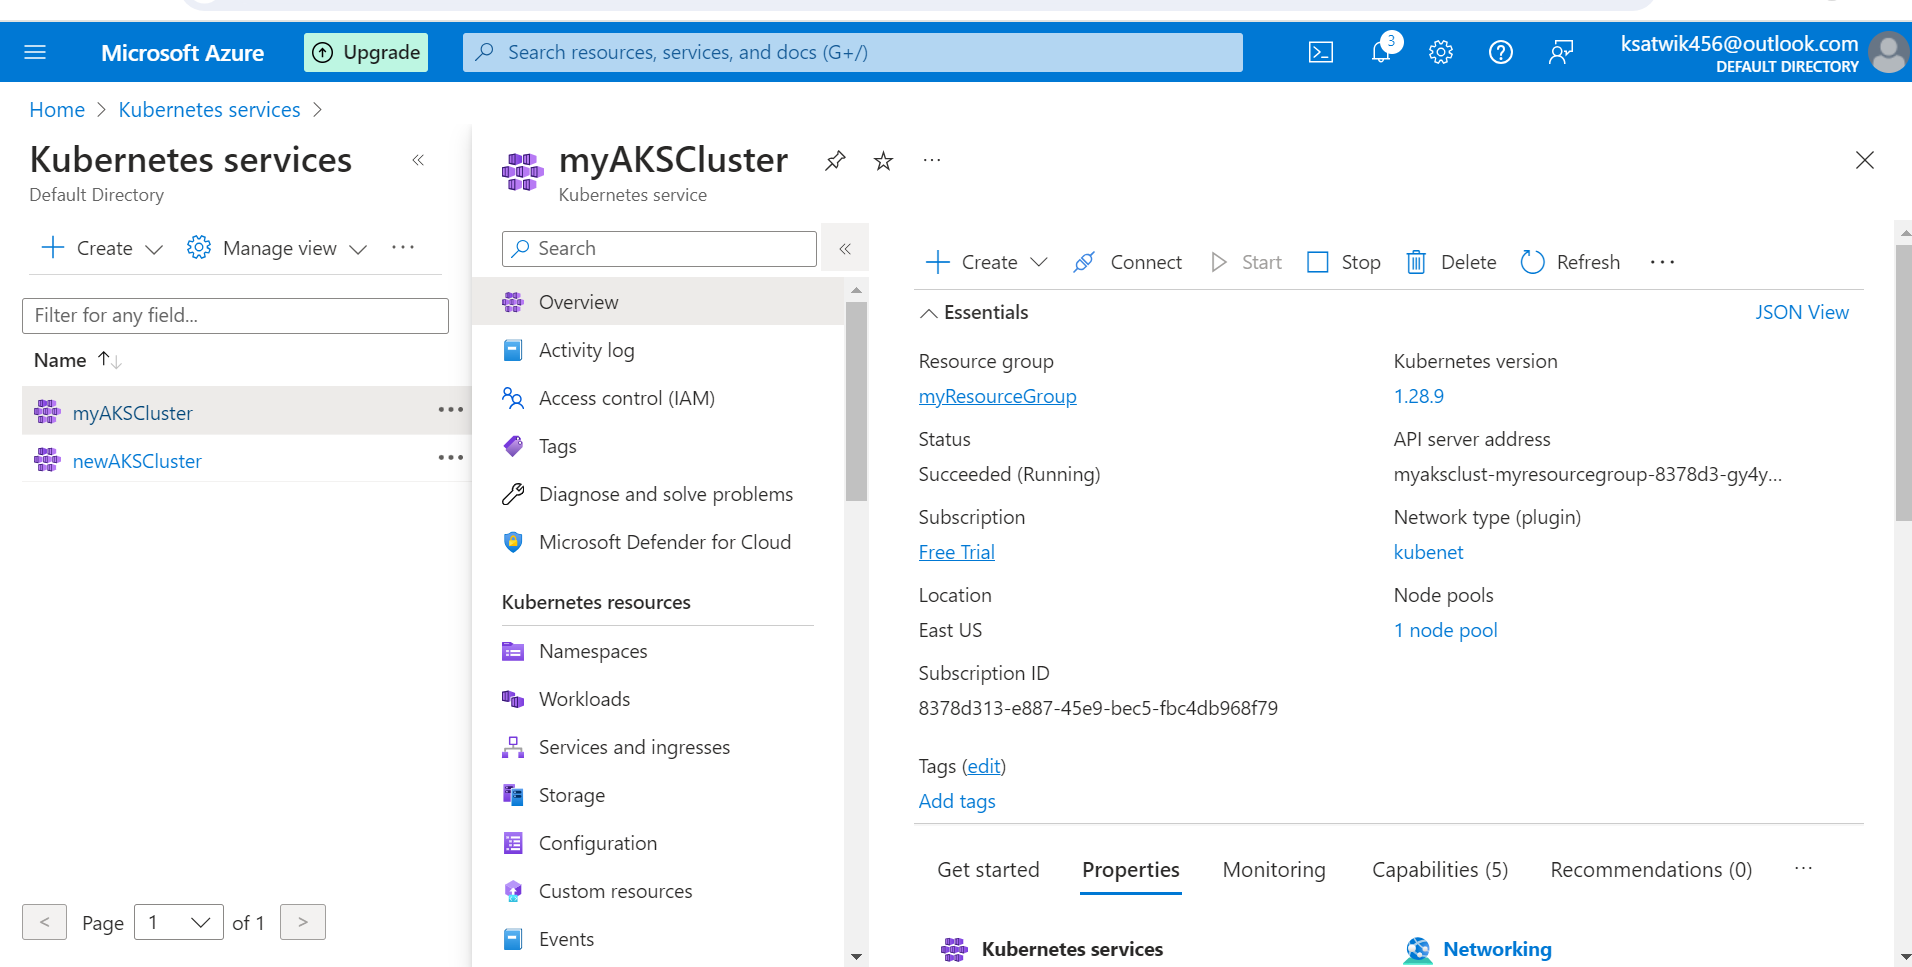 Microsoft Azure
Upgrade
Search resources, services, and docs (G+/)
3
ksatwik456@outlook.com
DEFAULT DIRECTORY
Home > Kubernetes services >
Kubernetes services
Default Directory
Create
Manage view
Filter for any field...
Name
myAKSCluster
newAKSCluster
< Page 1 of 1 >
myAKSCluster
Kubernetes service
Search
Overview
Activity log
Access control (IAM)
Tags
Diagnose and solve problems
Microsoft Defender for Cloud
Kubernetes resources
Namespaces
Workloads
Services and ingresses
Storage
Configuration
Custom resources
Events
Create
Connect
Start
Stop
Delete
Refresh
Essentials
JSON View
Resource group
myResourceGroup
Status
Succeeded (Running)
Subscription
Free Trial
Location
East US
Subscription ID
8378d313-e887-45e9-bec5-fbc4db968f79
Kubernetes version
1.28.9
API server address
myaksclust-myresourcegroup-8378d3-gy4y...
Network type (plugin)
kubenet
Node pools
1 node pool
Tags (edit)
Add tags
Get started
Properties
Monitoring
Capabilities (5)
Recommendations (0)
Kubernetes services
Networking